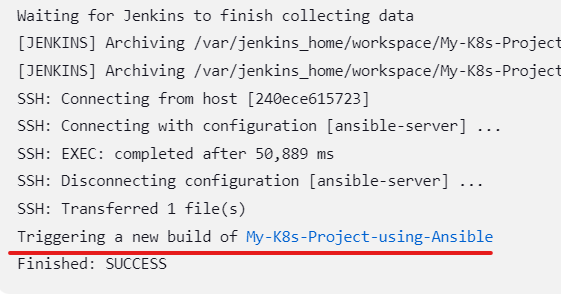 Waiting for Jenkins to finish collecting data
[JENKINS] Archiving /var/jenkins_home/workspace/My-K8s-Project
[JENKINS] Archiving /var/jenkins_home/workspace/My-K8s-Project
SSH: Connecting from host [240ece615723]
SSH: Connecting with configuration [ansible-server] ...
SSH: EXEC: completed after 50,889 ms
SSH: Disconnecting configuration [ansible-server] ...
SSH: Transferred 1 file(s)
Triggering a new build of My-K8s-Project-using-Ansible
Finished: SUCCESS